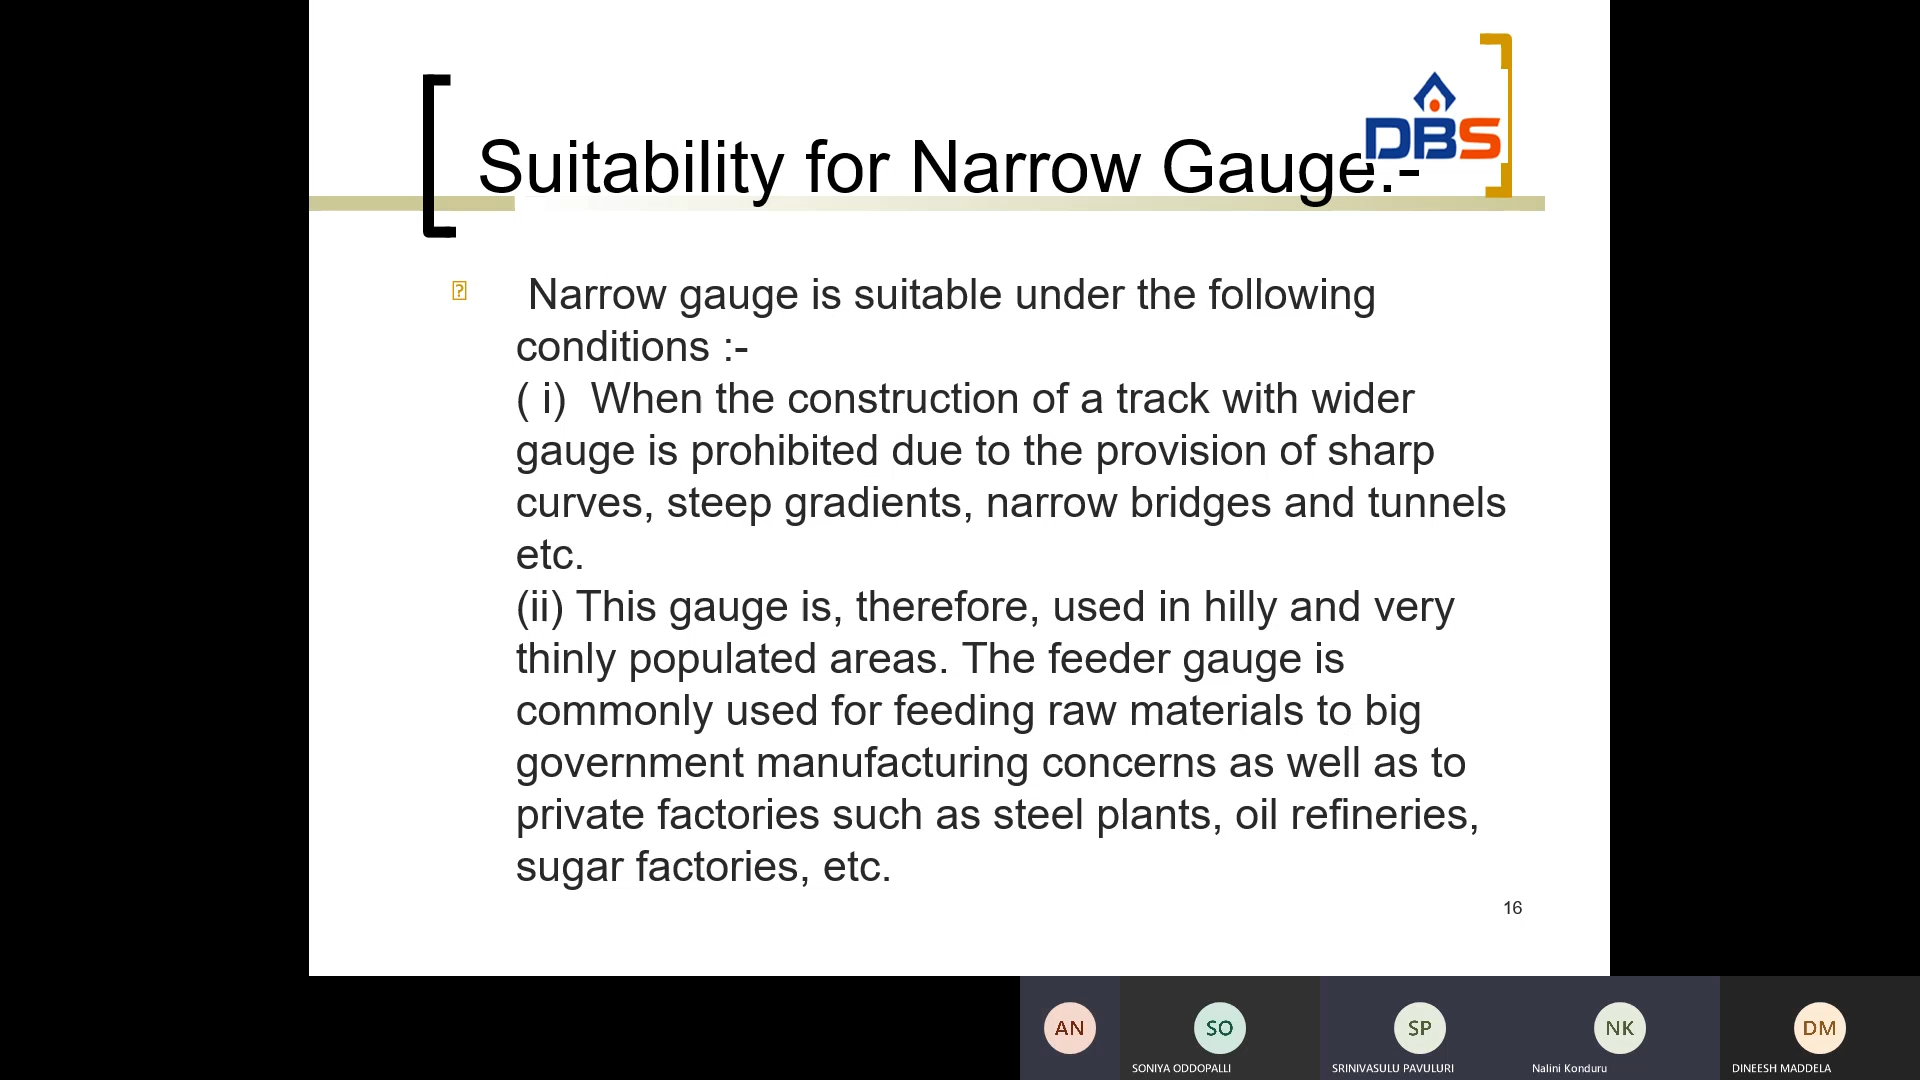 DBS
Suitability for Narrow Gauge:-
Narrow gauge is suitable under the following
conditions :-
( i)  When the construction of a track with wider
gauge is prohibited due to the provision of sharp
curves, steep gradients, narrow bridges and tunnels
etc.
(ii) This gauge is, therefore, used in hilly and very
thinly populated areas. The feeder gauge is
commonly used for feeding raw materials to big
government manufacturing concerns as well as to
private factories such as steel plants, oil refineries,
sugar factories, etc.
16
AN
SO
SP
NK
DM
SONIYA ODDOPALLI
SRINIVASULU PAVULURI
Nalini Konduru
DINEESH MADDELA